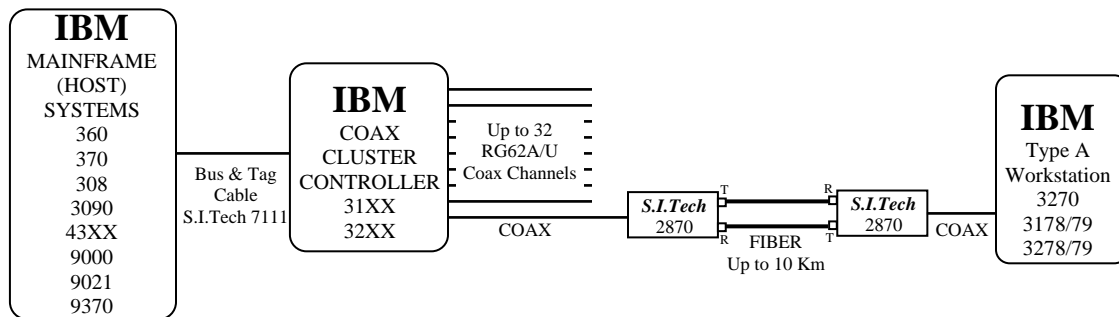 IBM
MAINFRAME
(HOST)
SYSTEMS
360
370
308
3090
43XX
9000
9021
9370
Bus & Tag
Cable
S.I.Tech 7111
IBM
COAX
CLUSTER
CONTROLLER
31XX
32XX
Up to 32
RG62A/U
Coax Channels
COAX
S.I.Tech
2870
T
R
FIBER
Up to 10 Km
R
T
S.I.Tech
2870
COAX
IBM
Type A
Workstation
3270
3178/79
3278/79